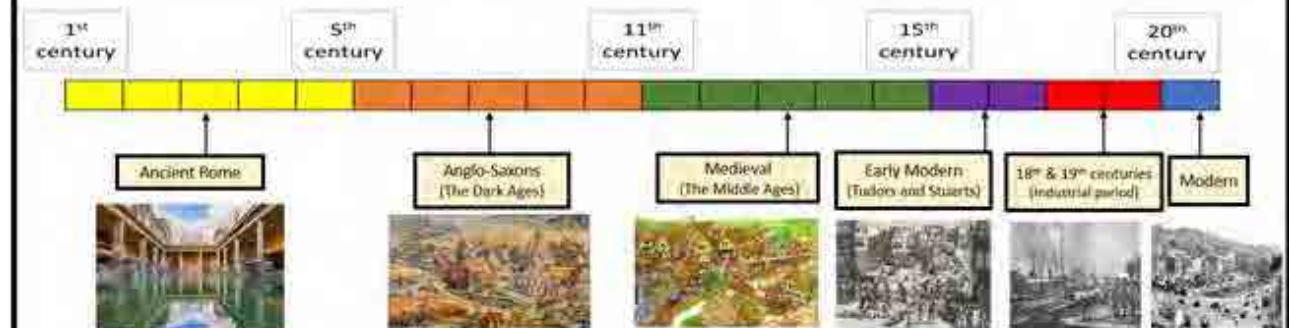 1st century
5th century
11th century
15th century
20th century
Ancient Rome
Anglo-Saxons
(The Dark Ages)
Medieval
(The Middle Ages)
Early Modern
(Tudors and Stuarts)
18th & 19th centuries
(Industrial period)
Modern